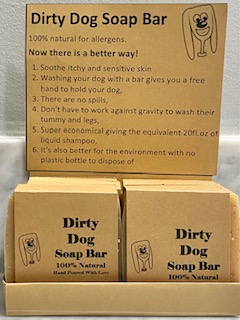 Dirty Dog Soap Bar
100% natural for allergens.
Now there is a better way!
1. Soothe itchy and sensitive skin
2. Washing your dog with a bar gives you a free
hand to hold your dog,
3. There are no spills,
4. Don't have to work against gravity to wash their
tummy and legs,
5. Super economical giving the equivalent 20fl.oz of
liquid shampoo,
6. It's also better for the environment with no
plastic bottle to dispose of
Dirty
Dog
Soap Bar
100% Natural
Hand Poured With Love
Dirty
Dog
Soap Bar
100% Natural